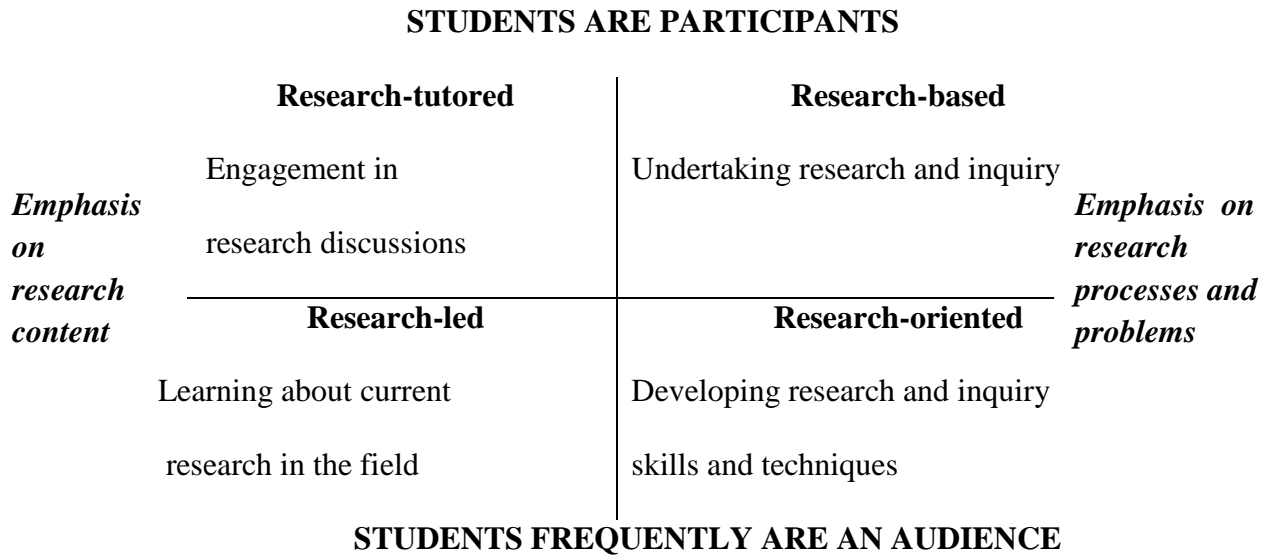 STUDENTS ARE PARTICIPANTS
Research-tutored
Engagement in
research discussions
Research-based
Undertaking research and inquiry
Emphasis
on
research
content
Emphasis on
research
processes and
problems
Research-led
Learning about current
research in the field
Research-oriented
Developing research and inquiry
skills and techniques
STUDENTS FREQUENTLY ARE AN AUDIENCE